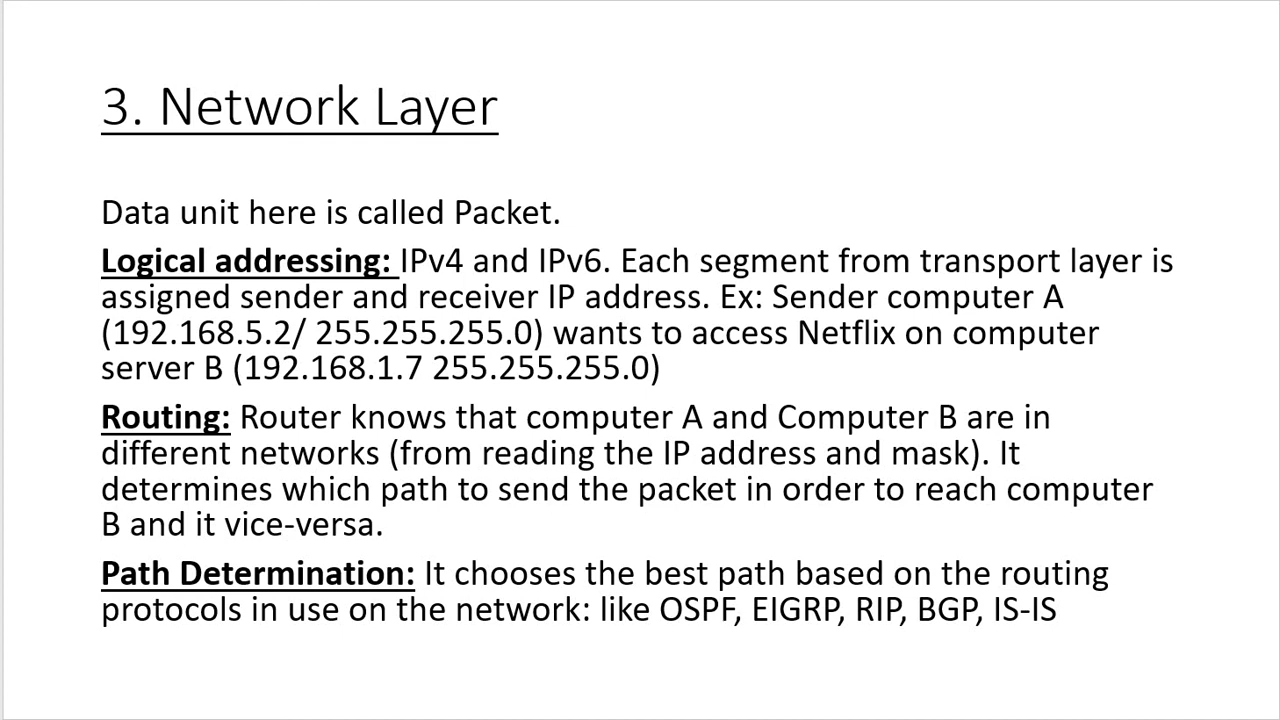 3. Network Layer
Data unit here is called Packet.
Logical addressing: IPv4 and IPv6. Each segment from transport layer is
assigned sender and receiver IP address. Ex: Sender computer A
(192.168.5.2/ 255.255.255.0) wants to access Netflix on computer
server B (192.168.1.7 255.255.255.0)
Routing: Router knows that computer A and Computer B are in
different networks (from reading the IP address and mask). It
determines which path to send the packet in order to reach computer
B and it vice-versa.
Path Determination: It chooses the best path based on the routing
protocols in use on the network: like OSPF, EIGRP, RIP, BGP, IS-IS